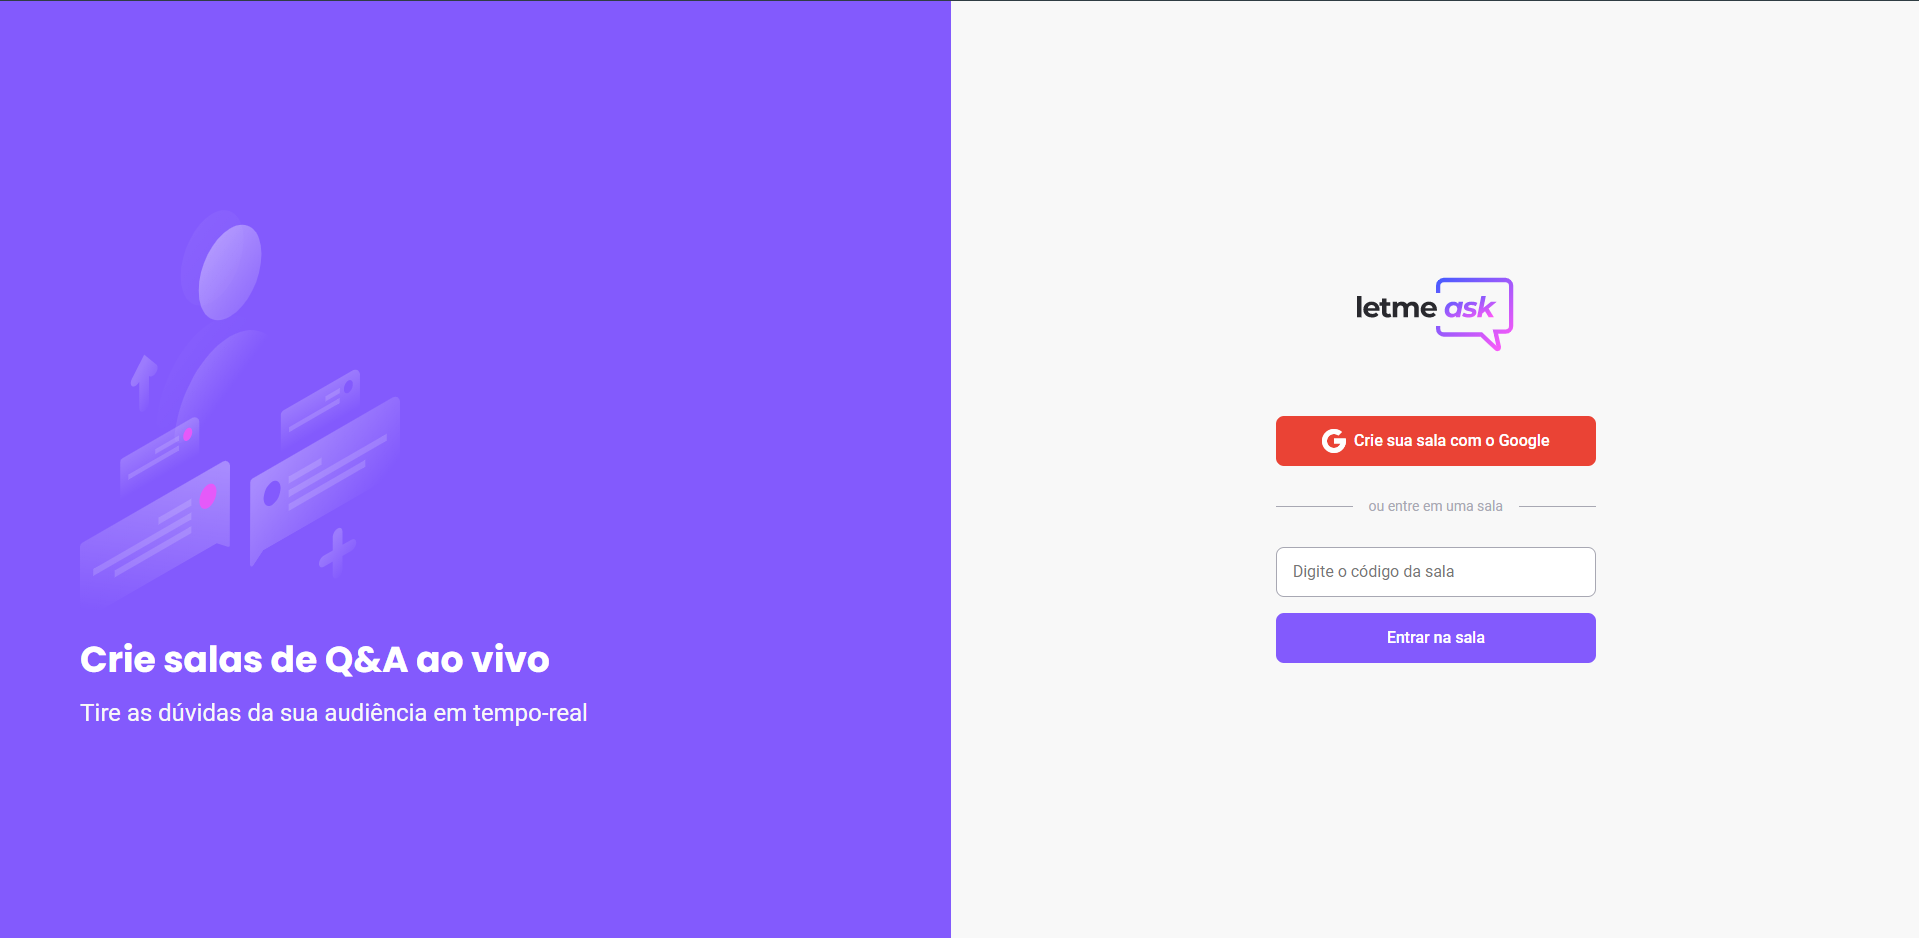 Crie salas de Q&A ao vivo
Tire as dúvidas da sua audiência em tempo-real
letme ask
Crie sua sala com o Google
ou entre em uma sala
Digite o código da sala
Entrar na sala